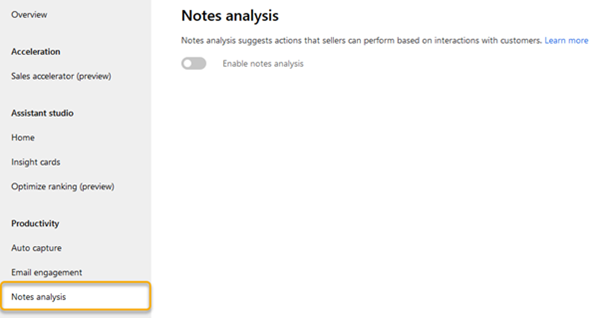 Overview
Acceleration
Sales accelerator (preview)
Assistant studio
Home
Insight cards
Optimize ranking (preview)
Productivity
Auto capture
Email engagement
Notes analysis
Notes analysis
Notes analysis suggests actions that sellers can perform based on interactions with customers. Learn more
Enable notes analysis